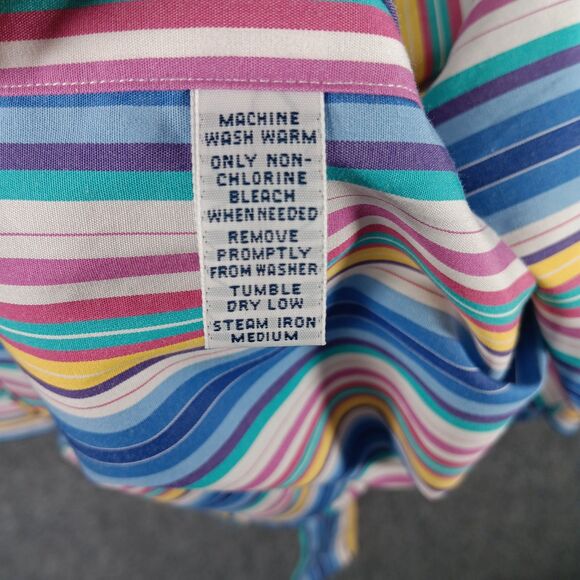 MACHINE
WASH WARM
ONLY NON-
CHLORINE
BLEACH
WHEN NEEDED
REMOVE
PROMPTLY
FROM WASHER
TUMBLE
DRY LOW
STEAM IRON
MEDIUM